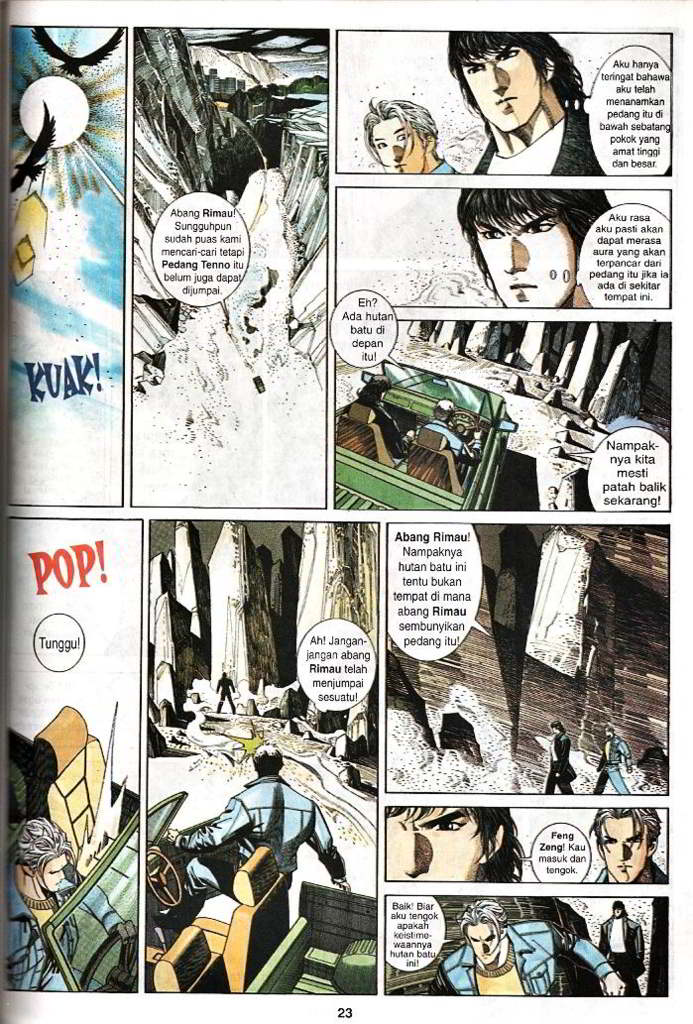 KUAK!
Abang Rimau!
Sungguhpun
sudah puas kami
mencari-cari tetapi
Pedang Tenno itu
belum juga dapat
dijumpai.
Aku hanya
teringat bahawa
aku telah
menanamkan
pedang itu di
bawah sebatang
pokok yang
amat tinggi
dan besar.
Aku rasa
aku pasti akan
dapat merasa
aura yang akan
terpancar dari
pedang itu jika ia
ada di sekitar
tempat ini.
Eh?
Ada hutan
batu di
depan
itu!
Nampak-
nya kita
mesti
patah balik
sekarang!
POP!
Tunggu!
Ah! Jangan-
jangan abang
Rimau telah
menjumpai
sesuatu!
Abang Rimau!
Nampaknya
hutan batu ini
tentu bukan
tempat di mana
abang Rimau
sembunyikan
pedang itu!
Feng
Zeng! Kau
masuk dan
tengok.
Baik! Biar
aku tengok
apakah
keistime-
waannya
hutan batu
ini!
23